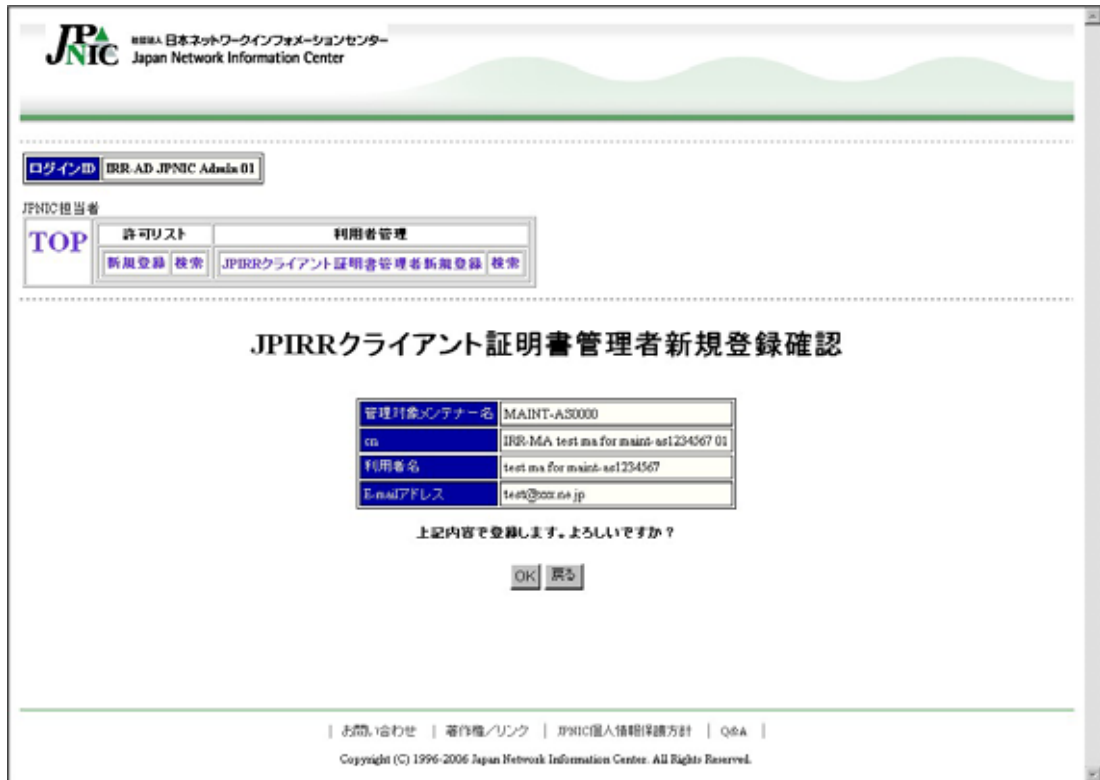 JPNIC
社団法人 日本ネットワークインフォメーションセンター
Japan Network Information Center
ログインID IRR-AD JPNIC Admin 01
JPNIC担当者
TOP 許可リスト 利用者管理
新規登録 検索 JPIRRクライアント証明書管理者新規登録 検索
JPIRRクライアント証明書管理者新規登録確認
管理対象メンテナー名 MAINT-AS0000
cn IRR-MA test ma for maint-as1234567 01
利用者名 test ma for maint-as1234567
E-mailアドレス test@xxx.ne.jp
上記内容で登録します。よろしいですか？
OK 戻る
| お問い合わせ | 著作権／リンク | JPNIC個人情報保護方針 | Q&A |
Copyright (C) 1996-2006 Japan Network Information Center. All Rights Reserved.